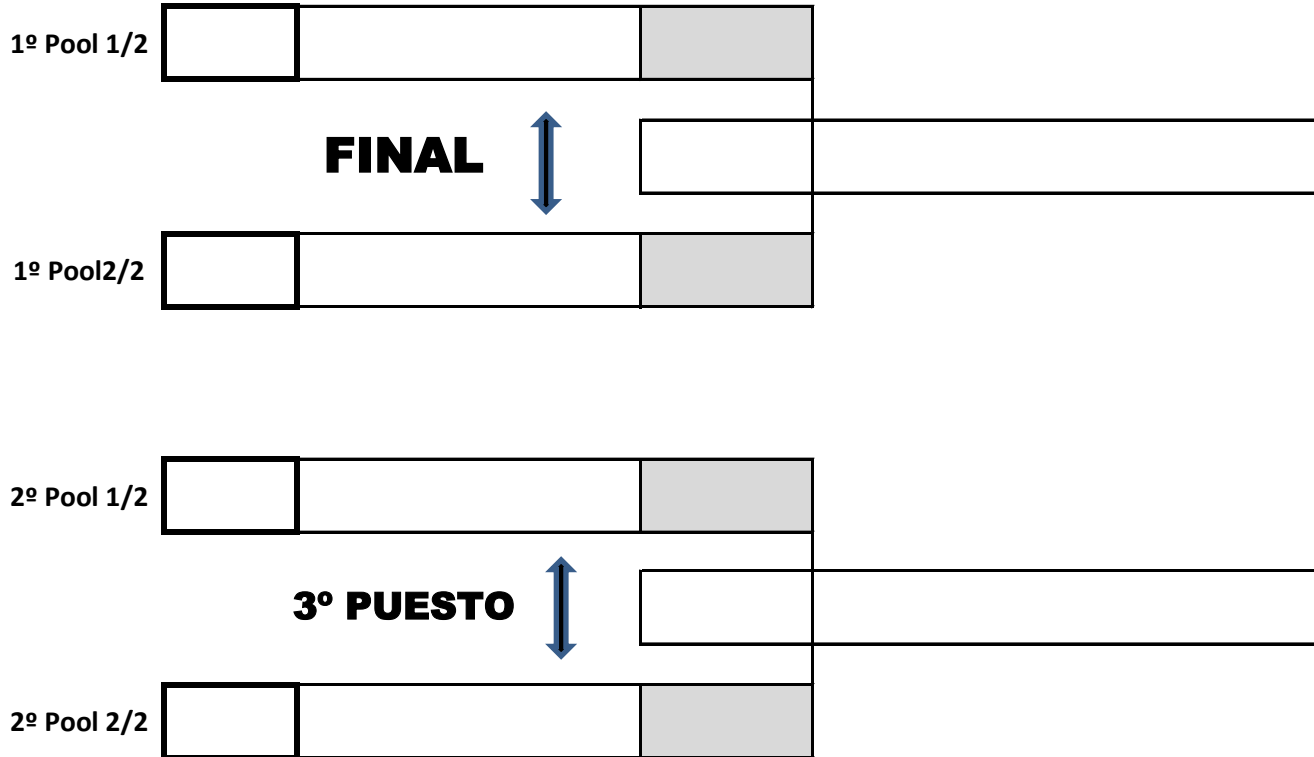 1º Pool 1/2
FINAL
1º Pool2/2
2º Pool 1/2
3º PUESTO
2º Pool 2/2